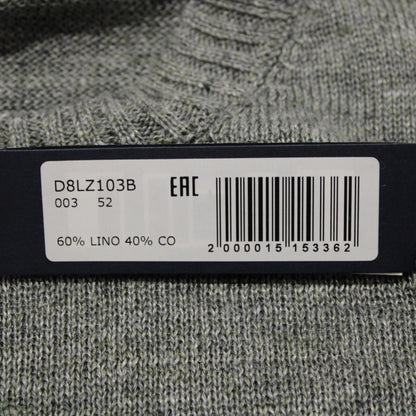 D8LZ103B EAC
003 52
60% LINO 40% CO
2 000015 153362